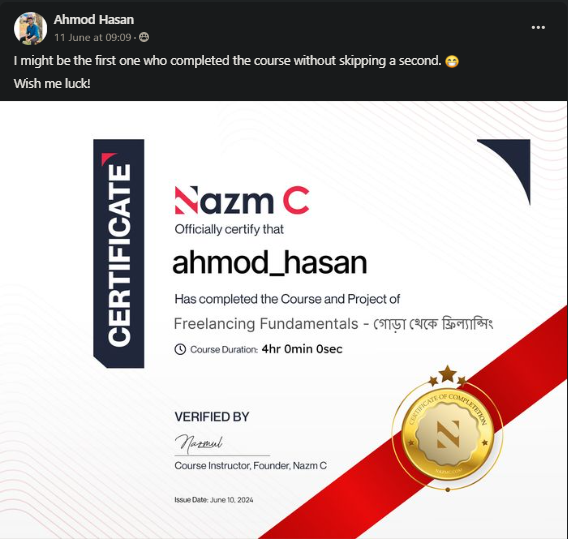 Ahmod Hasan
11 June at 09:09 ·
I might be the first one who completed the course without skipping a second. 😁
Wish me luck!
CERTIFICATE
Nazm C
Officially certify that
ahmod_hasan
Has completed the Course and Project of
Freelancing Fundamentals - গোড়া থেকে ফ্রিল্যান্সিং
Course Duration: 4hr 0min 0sec
CERTIFICATE OF COMPLETITION
N
VERIFIED BY
Nazmul
Course Instructor, Founder, Nazm C
Issue Date: June 10, 2024